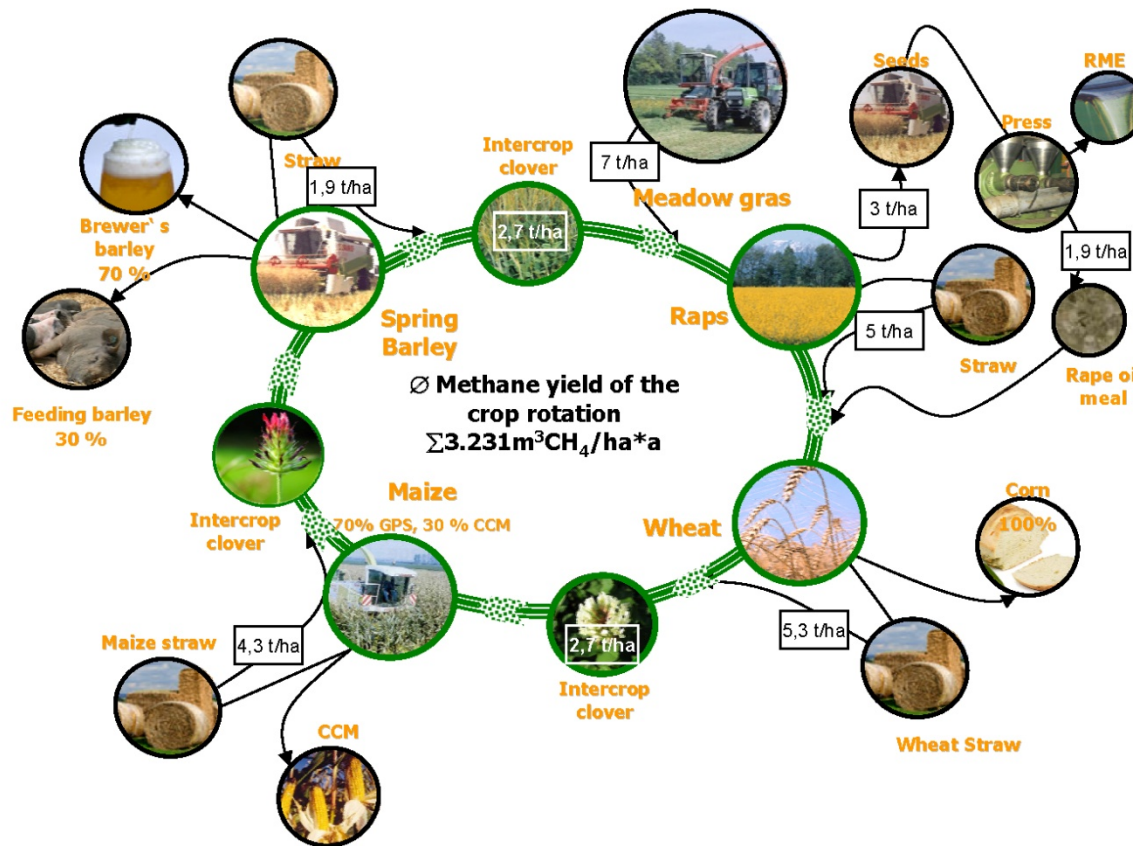 Seeds
RME
Press
Straw
1,9 t/ha
Intercrop
clover
2,7 t/ha
7 t/ha
Meadow gras
3 t/ha
1,9 t/ha
Brewer`s
barley
70 %
Spring
Barley
Raps
5 t/ha
Straw
Rape oi
meal
Feeding barley
30 %
Ø Methane yield of the
crop rotation
∑3.231m³CH₄/ha*a
Intercrop
clover
Maize
70% GPS, 30 % CCM
Wheat
Corn
100%
Maize straw
4,3 t/ha
2,7 t/ha
Intercrop
clover
5,3 t/ha
Wheat Straw
CCM